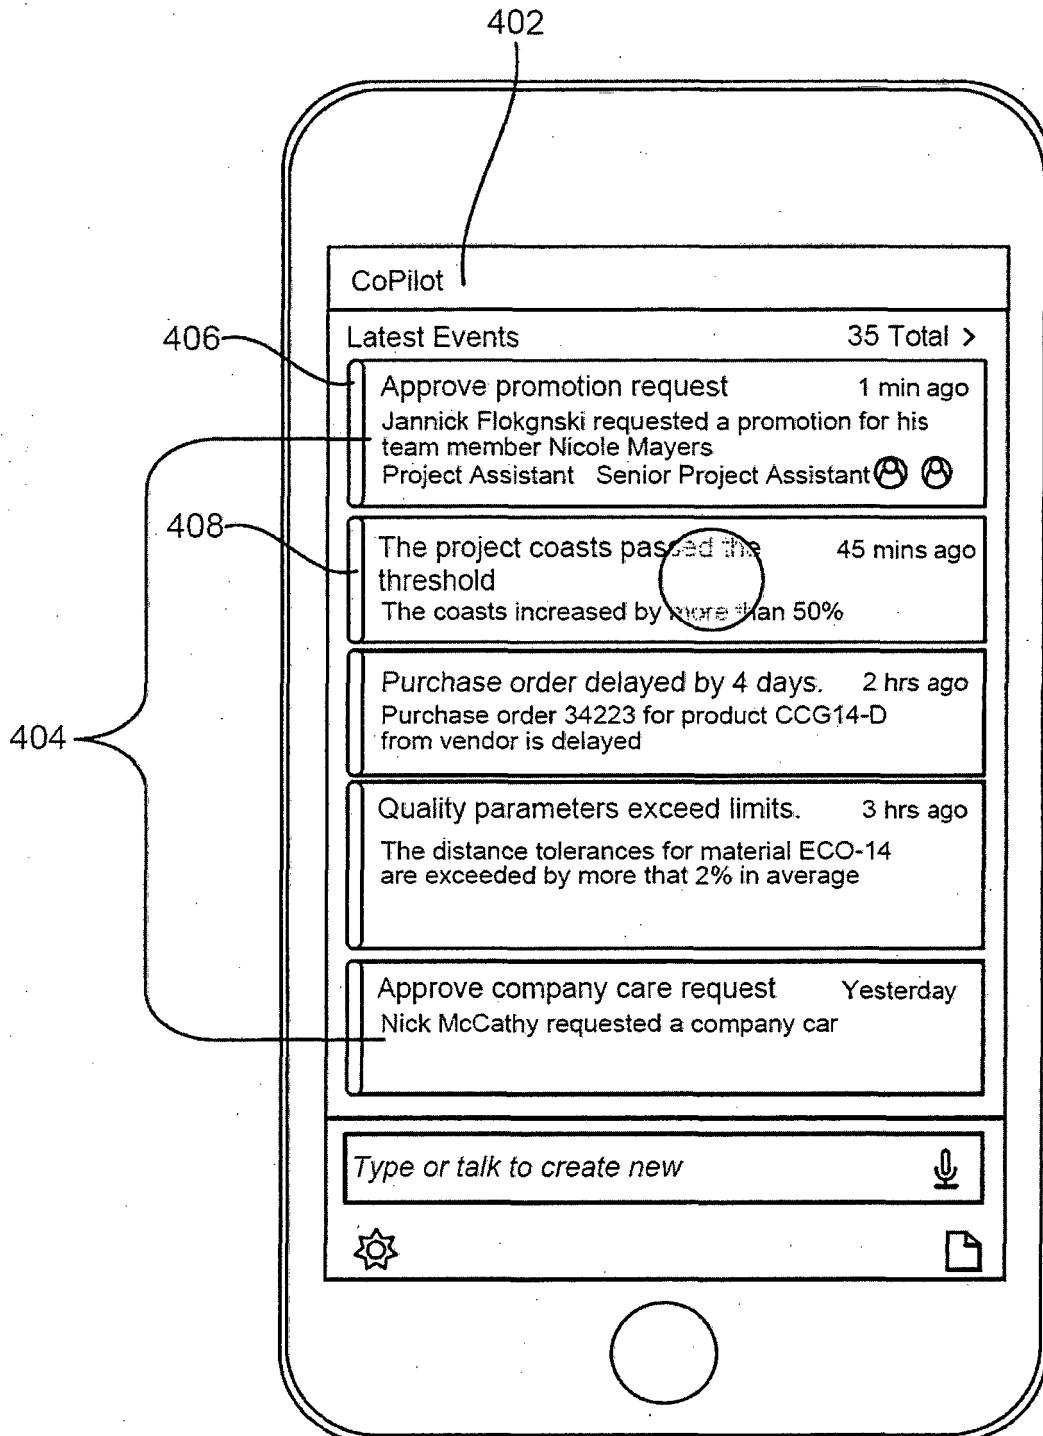 402
CoPilot
406
Latest Events 35 Total >
Approve promotion request 1 min ago
Jannick Flokgnski requested a promotion for his
team member Nicole Mayers
Project Assistant Senior Project Assistant
408
The project coasts passed the 45 mins ago
threshold
The coasts increased by more than 50%
Purchase order delayed by 4 days. 2 hrs ago
Purchase order 34223 for product CCG14-D
from vendor is delayed
404
Quality parameters exceed limits. 3 hrs ago
The distance tolerances for material ECO-14
are exceeded by more that 2% in average
Approve company care request Yesterday
Nick McCathy requested a company car
Type or talk to create new